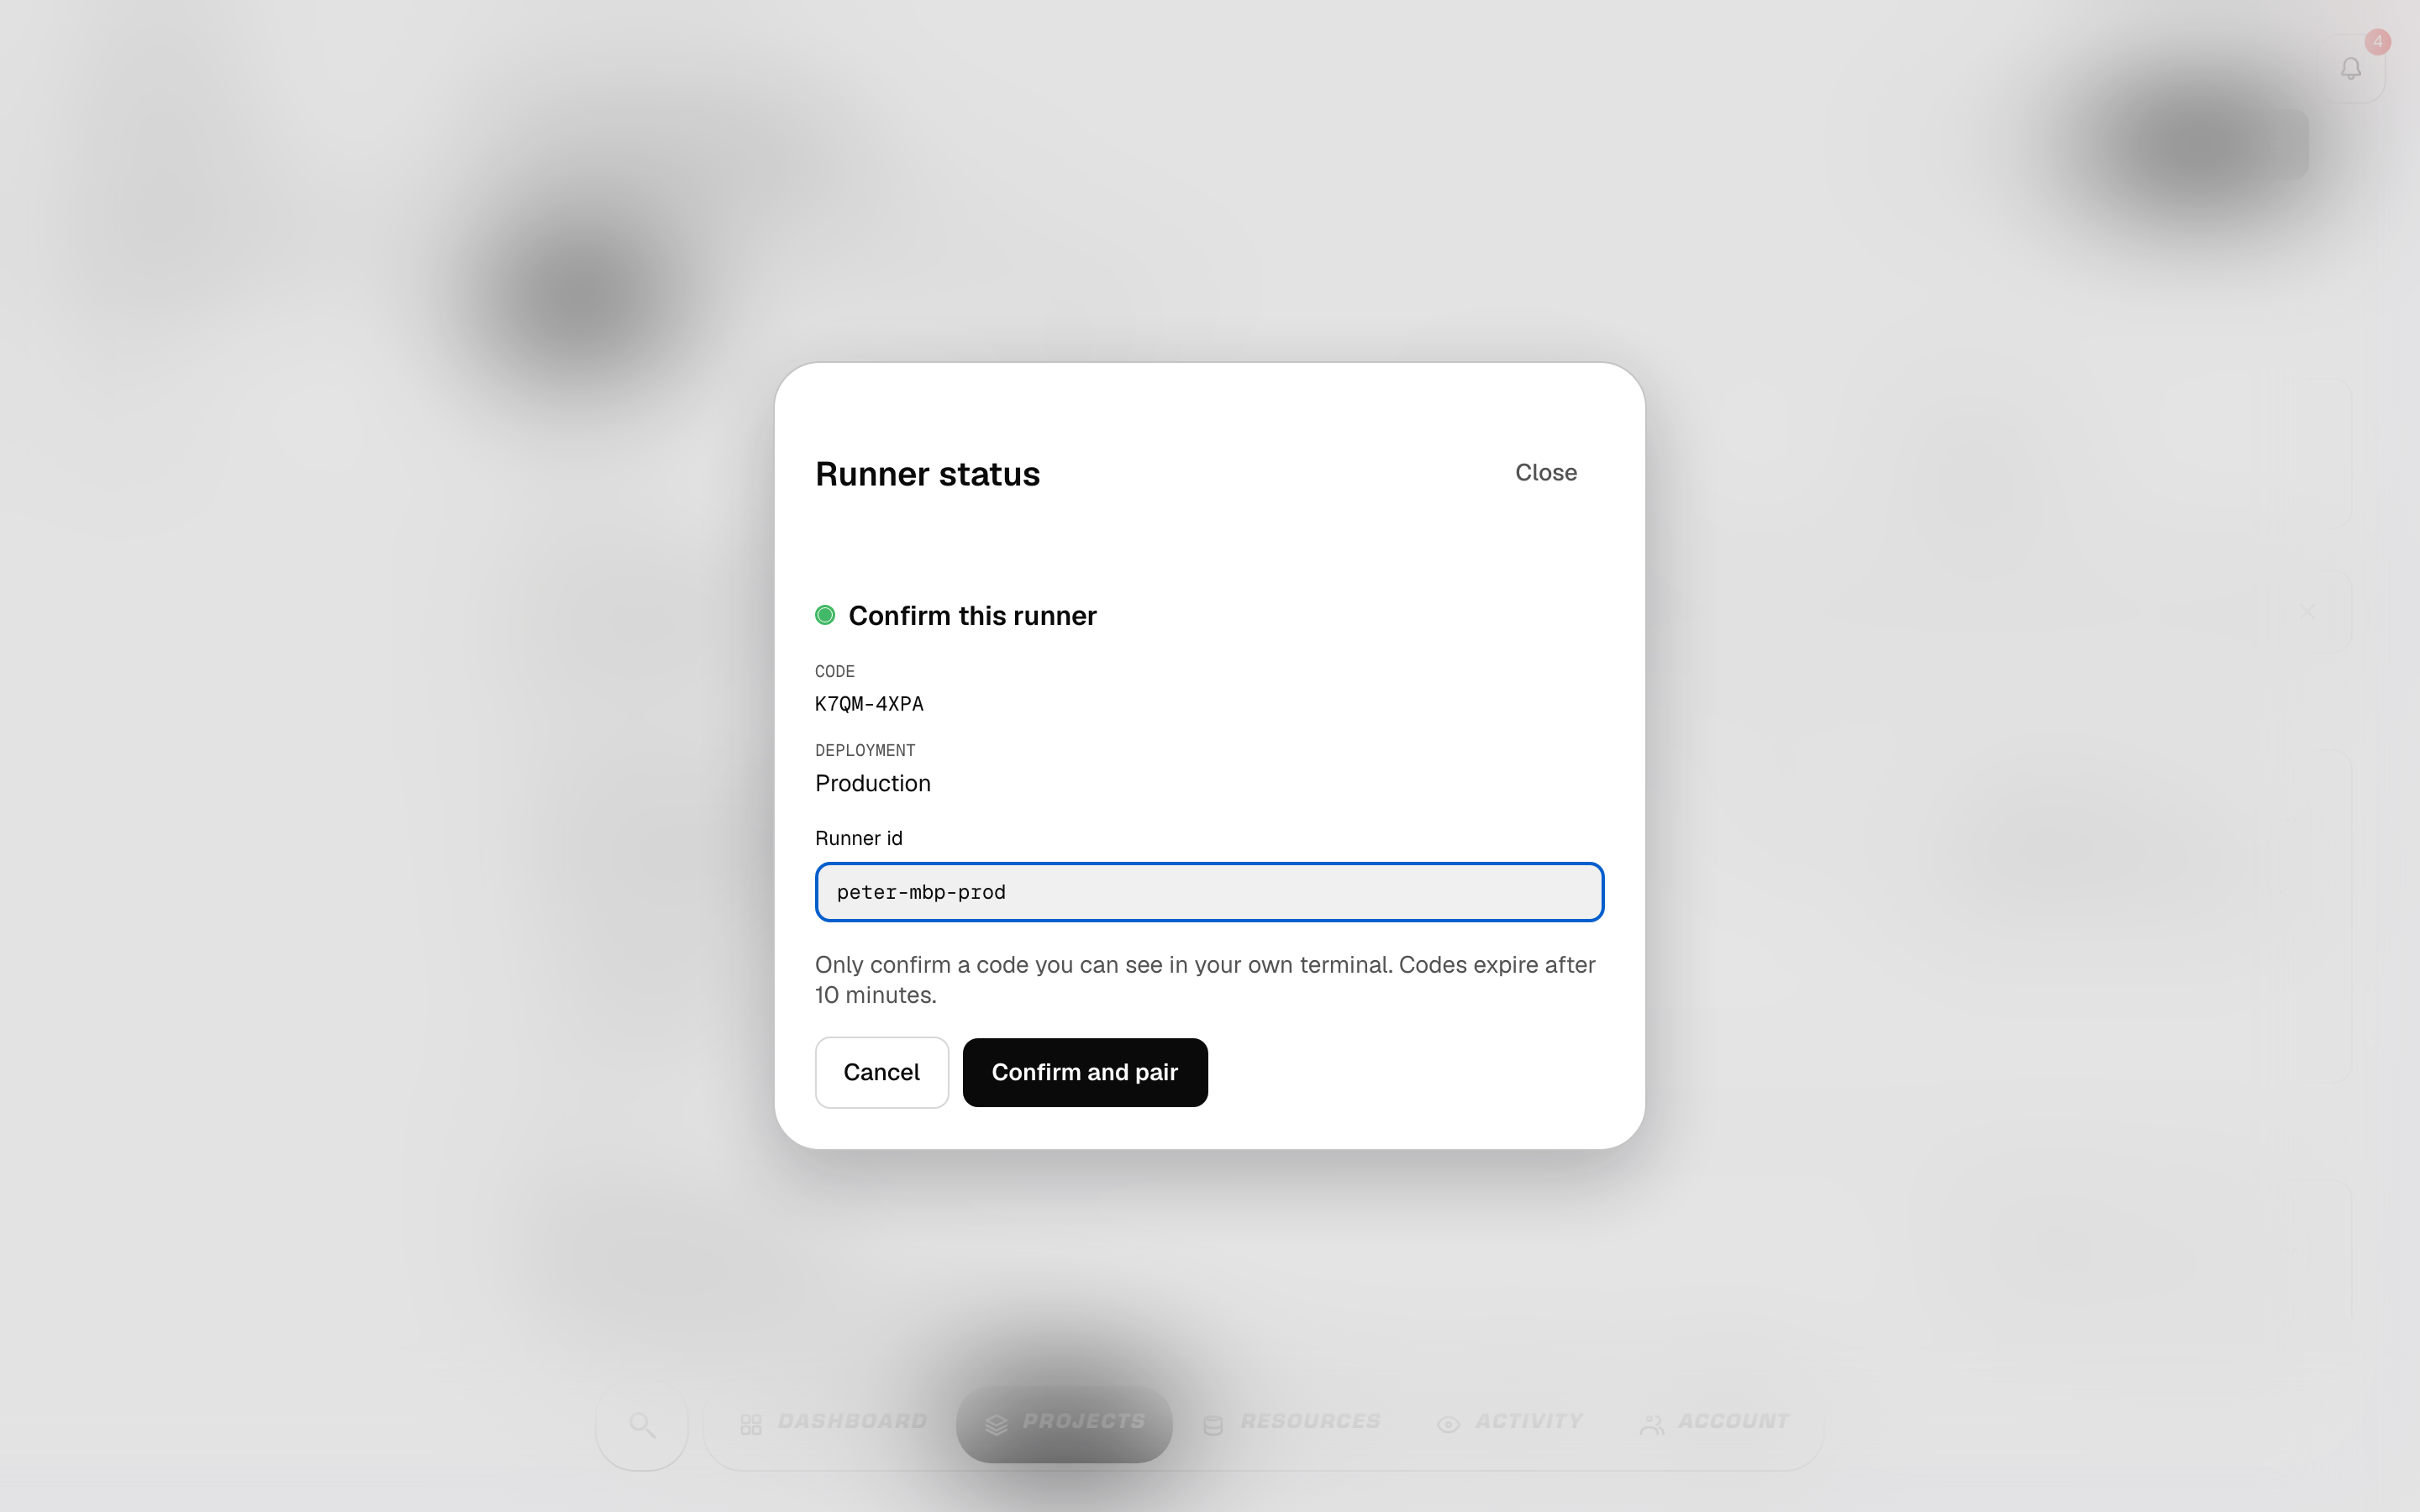 4
Runner status
Close
Confirm this runner
CODE
K7QM-4XPA
DEPLOYMENT
Production
Runner id
peter-mbp-prod
Only confirm a code you can see in your own terminal. Codes expire after
10 minutes.
Cancel
Confirm and pair
DASHBOARD
PROJECTS
RESOURCES
ACTIVITY
ACCOUNT